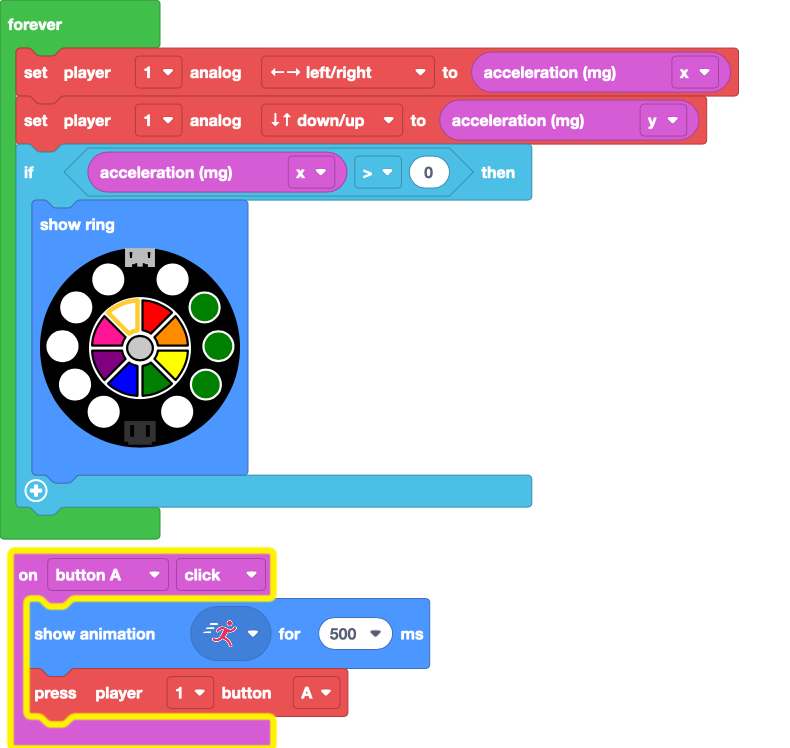 forever
set player 1 analog ←→ left/right to acceleration (mg) x
set player 1 analog ↓↑ down/up to acceleration (mg) y
if acceleration (mg) x > 0 then
show ring
on button A click
show animation for 500 ms
press player 1 button A